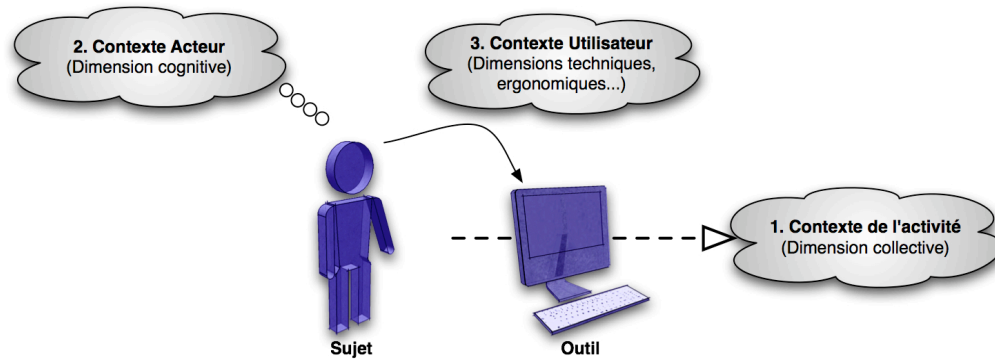 2. Contexte Acteur
(Dimension cognitive)
3. Contexte Utilisateur
(Dimensions techniques,
ergonomiques...)
1. Contexte de l'activité
(Dimension collective)
Sujet
Outil